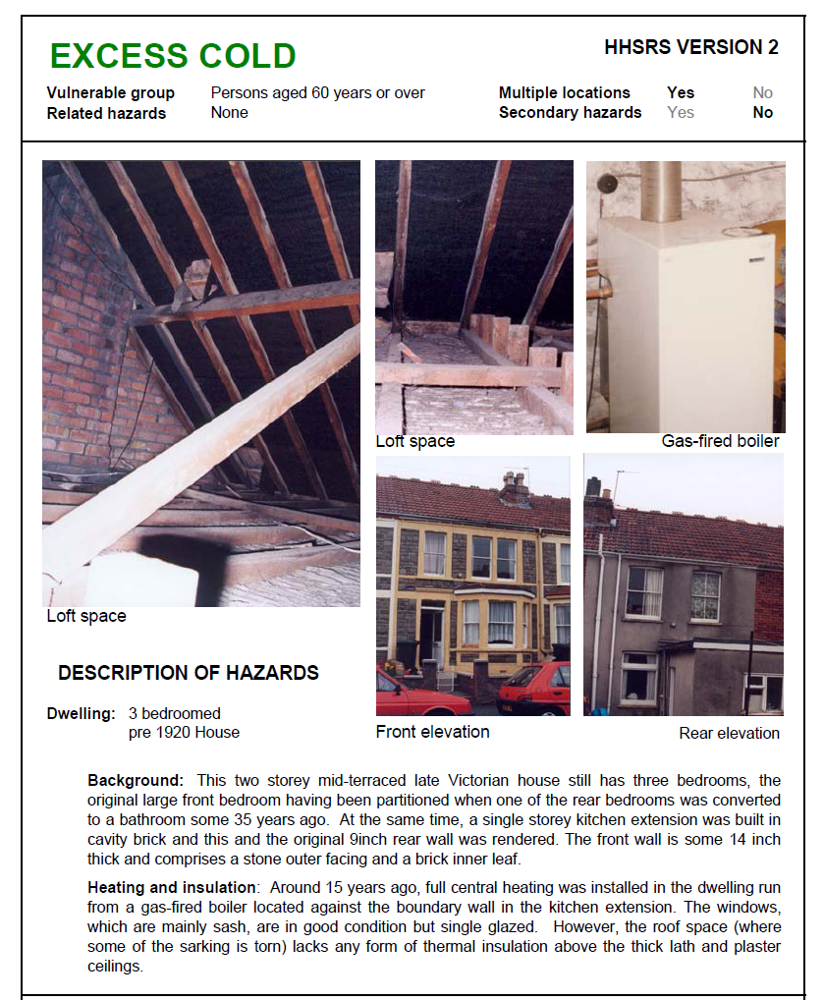 EXCESS COLD
HHSRS VERSION 2
Vulnerable group Persons aged 60 years or over
Related hazards None
Multiple locations Yes No
Secondary hazards Yes No
Loft space
Gas-fired boiler
Loft space
Front elevation
Rear elevation
DESCRIPTION OF HAZARDS
Dwelling: 3 bedroomed
pre 1920 House
Background: This two storey mid-terraced late Victorian house still has three bedrooms, the
original large front bedroom having been partitioned when one of the rear bedrooms was converted
to a bathroom some 35 years ago. At the same time, a single storey kitchen extension was built in
cavity brick and this and the original 9inch rear wall was rendered. The front wall is some 14 inch
thick and comprises a stone outer facing and a brick inner leaf.
Heating and insulation: Around 15 years ago, full central heating was installed in the dwelling run
from a gas-fired boiler located against the boundary wall in the kitchen extension. The windows,
which are mainly sash, are in good condition but single glazed. However, the roof space (where
some of the sarking is torn) lacks any form of thermal insulation above the thick lath and plaster
ceilings.